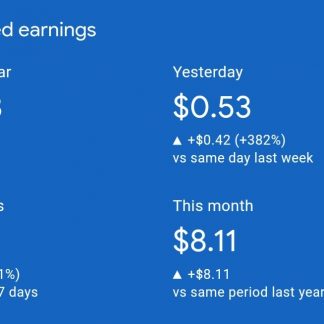 ed earnings
ar
Yesterday
$0.53
▲ +$0.42 (+382%)
vs same day last week
s
This month
$8.11
1%)
▲ +$8.11
7 days
vs same period last year